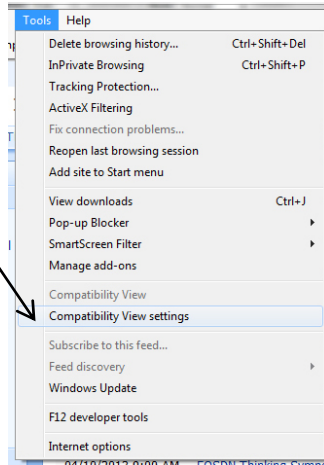 Tools Help
Delete browsing history... Ctrl+Shift+Del
InPrivate Browsing Ctrl+Shift+P
Tracking Protection...
ActiveX Filtering
Fix connection problems...
Reopen last browsing session
Add site to Start menu
View downloads Ctrl+J
Pop-up Blocker
SmartScreen Filter
Manage add-ons
Compatibility View
Compatibility View settings
Subscribe to this feed...
Feed discovery
Windows Update
F12 developer tools
Internet options